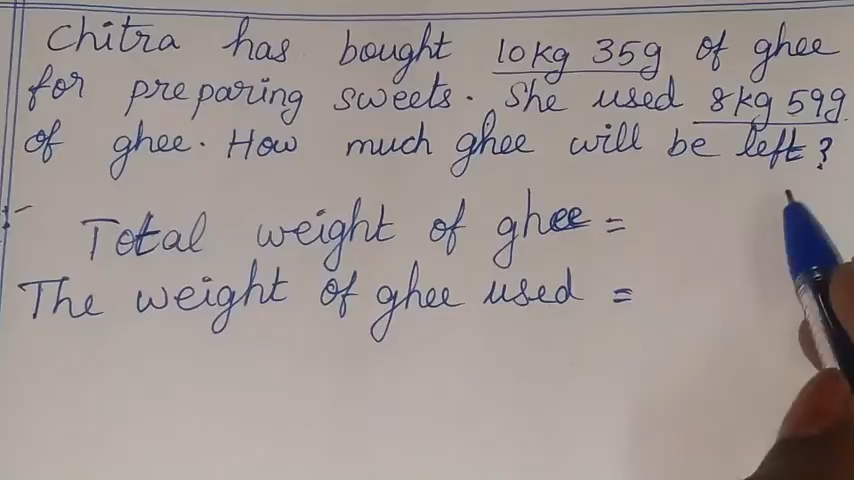 Chitra has bought 10kg 35g of ghee
for preparing sweets. She used 8kg 59g
of ghee. How much ghee will be left?
Total weight of ghee =
The weight of ghee used =